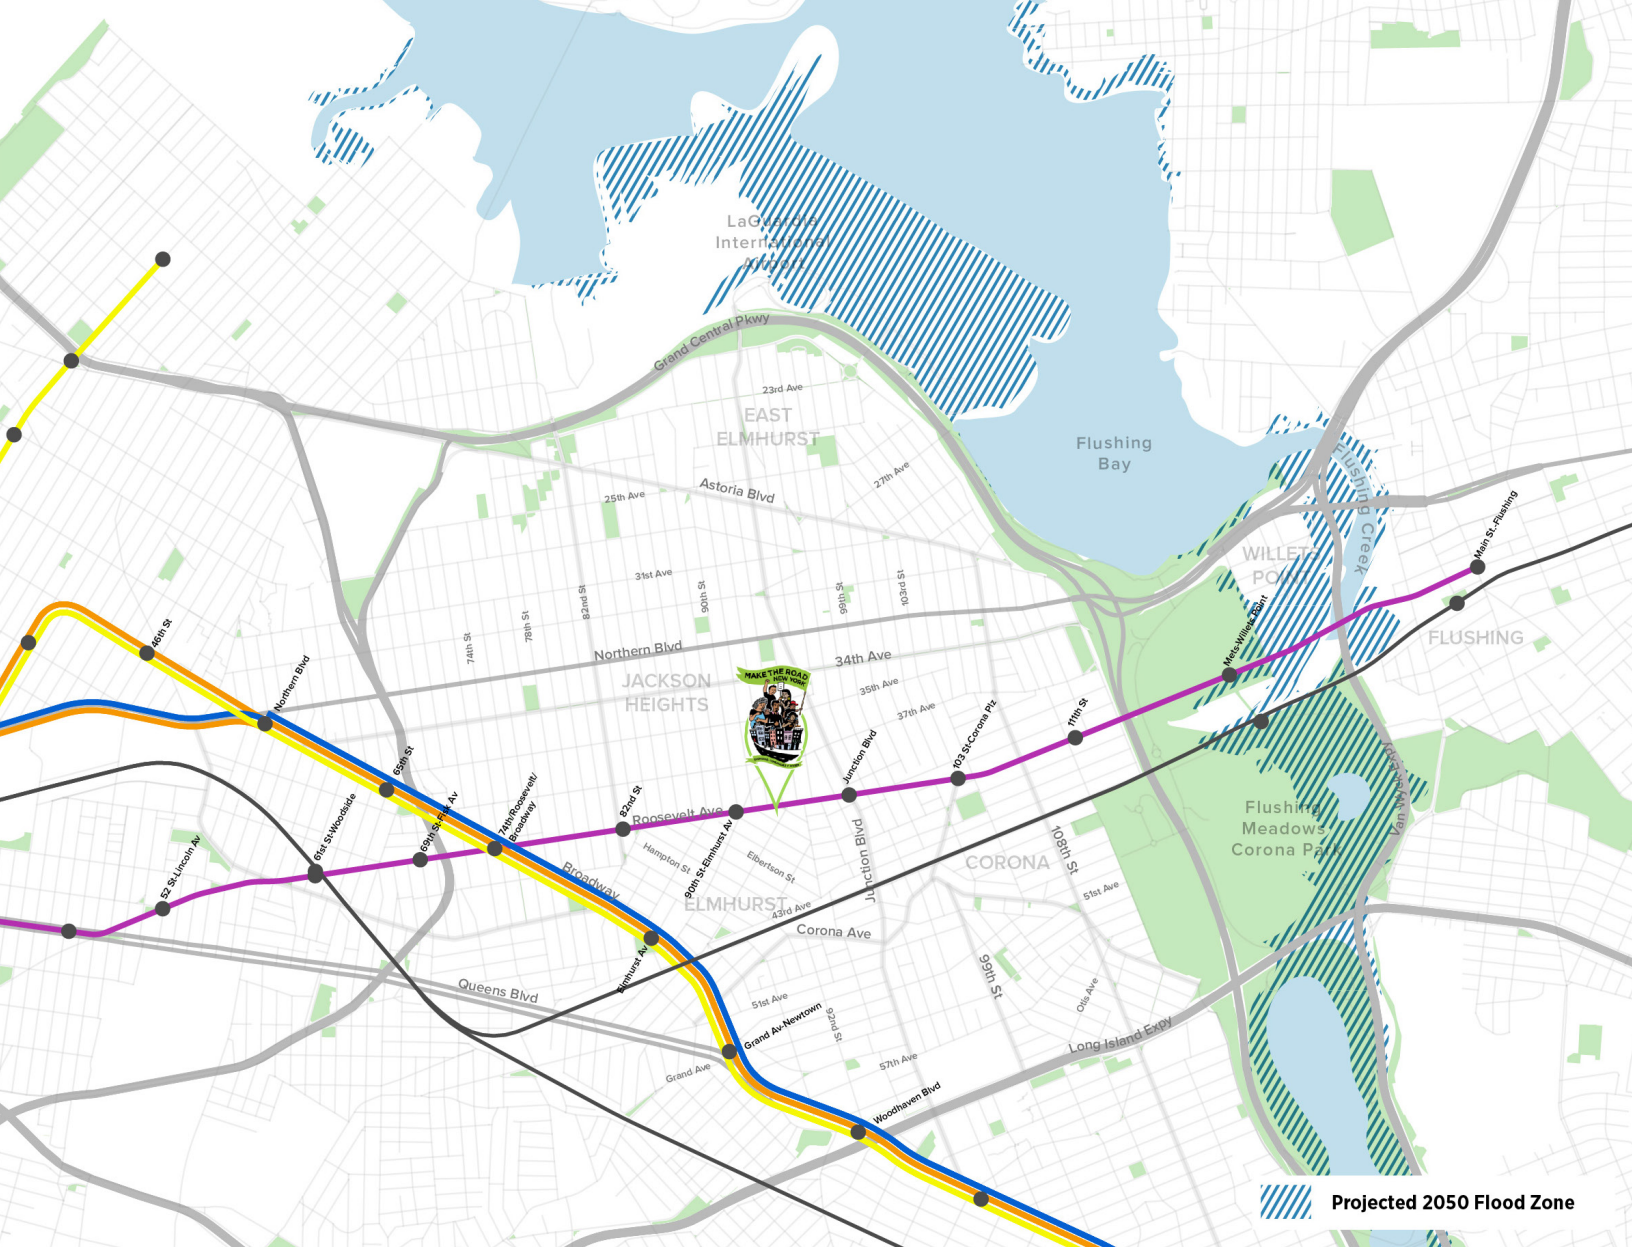 LaGuardia
International
Airport
Grand Central Pkwy
23rd Ave
EAST
ELMHURST
Flushing
Bay
Flushing Creek
27th Ave
Astoria Blvd
25th Ave
Main St.-Flushing
WILLETS
POINT
31st Ave
82nd St
90th St
99th St
103rd St
78th St
74th St
46th St
Mets-Willets Point
FLUSHING
Northern Blvd
Northern Blvd
34th Ave
35th Ave
37th Ave
JACKSON
HEIGHTS
MAKE THE ROAD
NEW YORK
111th St
103 St-Corona Plz
Junction Blvd
65th St
74th/Roosevelt/
Broadway
82nd St
Roosevelt Ave
69th St-Fisk Av
61st St-Woodside
52 St-Lincoln Av
90th St-Elmhurst Av
Hampton St
Elbertson St
Broadway
Junction Blvd
108th St
CORONA
51st Ave
Flushing
Meadows
Corona Park
Van Wyck Expy
ELMHURST
43rd Ave
Corona Ave
Elmhurst Av
Queens Blvd
99th St
Otis Ave
51st Ave
92nd St
Grand Av-Newtown
Grand Ave
57th Ave
Long Island Expy
Woodhaven Blvd
Projected 2050 Flood Zone